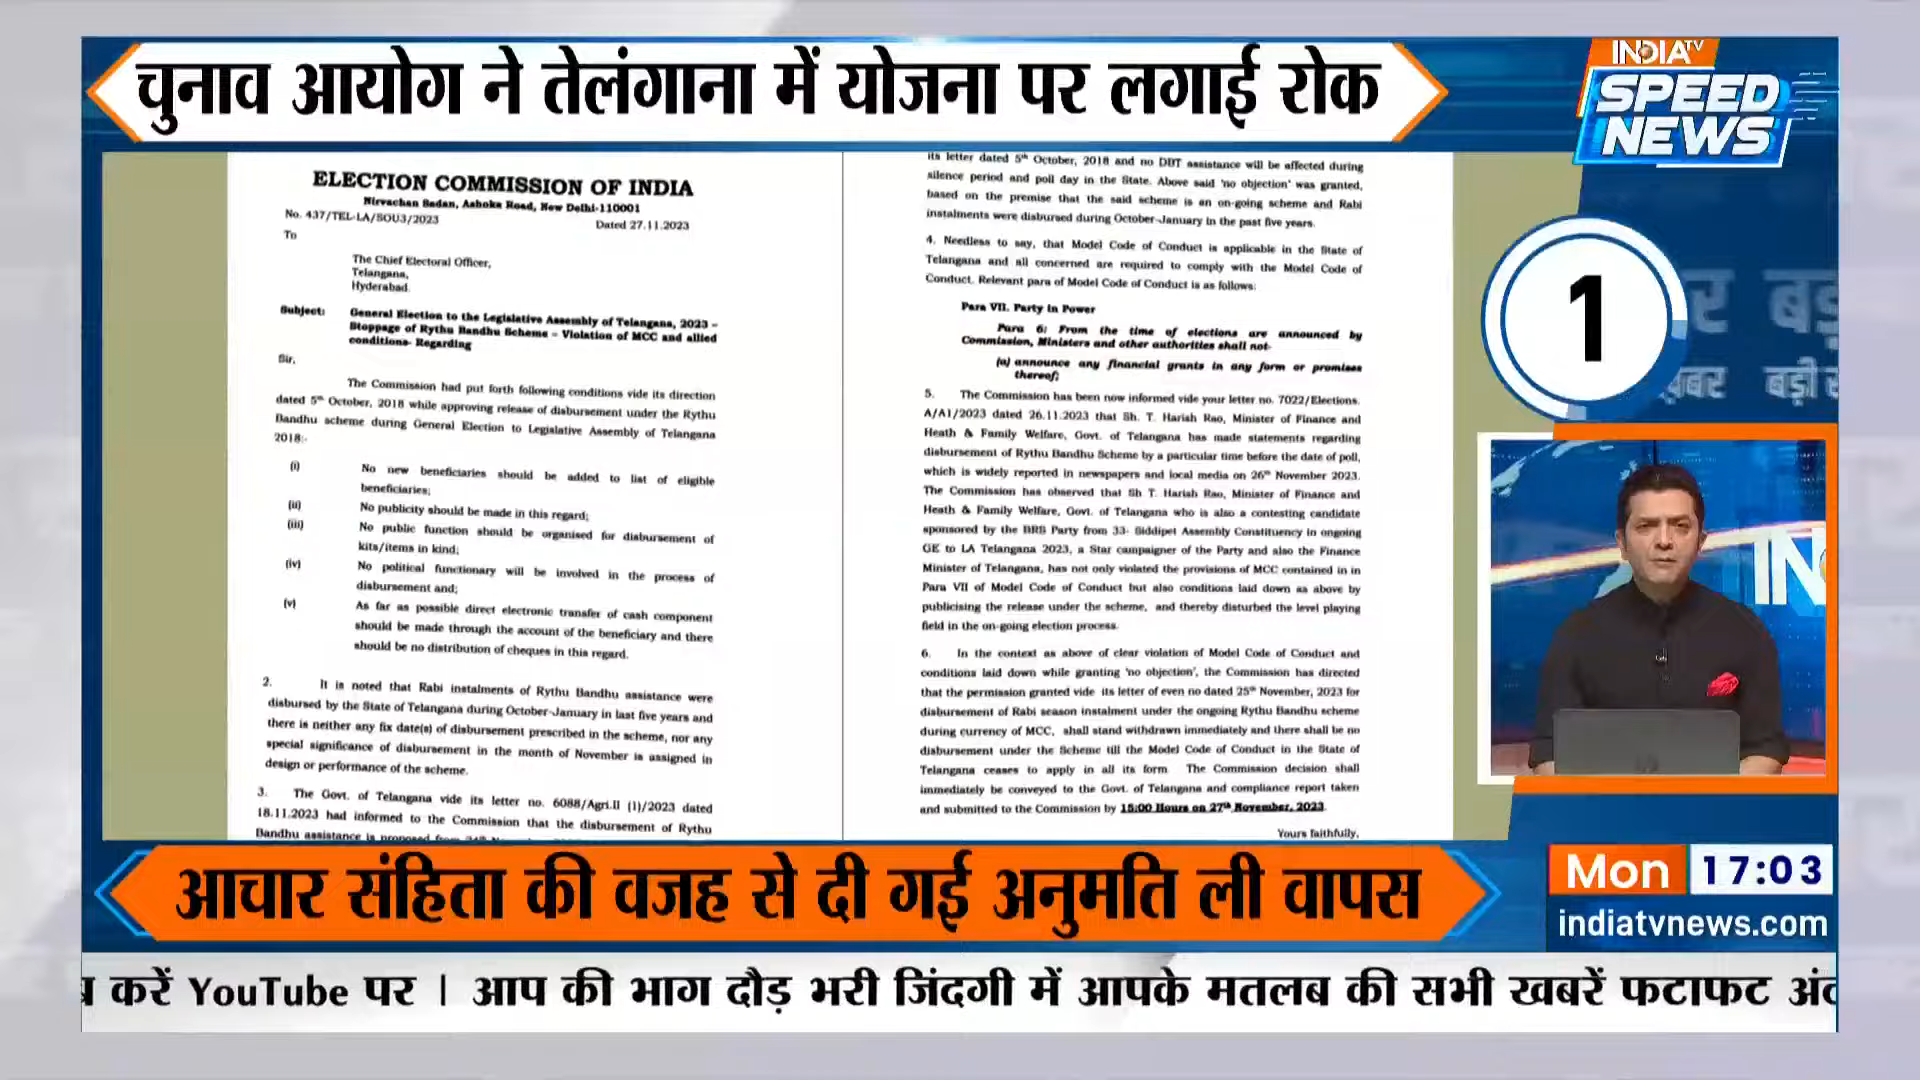 चुनाव आयोग ने तेलंगाना में योजना पर लगाई रोक
INDIA TV
SPEED
NEWS
ELECTION COMMISSION OF INDIA
Nirvachan Sadan, Ashoka Road, New Delhi-110001
No. 437/TEL-LA/SOU3/2023
Dated 27.11.2023
To
The Chief Electoral Officer,
Telangana,
Hyderabad.
Subject: General Election to the Legislative Assembly of Telangana, 2023 –
Stoppage of Rythu Bandhu Scheme – Violation of MCC and allied
conditions- Regarding
Sir,
The Commission had put forth following conditions vide its direction
dated 5th October, 2018 while approving release of disbursement under the Rythu
Bandhu scheme during General Election to Legislative Assembly of Telangana
2018:-
(i) No new beneficiaries should be added to list of eligible
beneficiaries;
(ii) No publicity should be made in this regard;
(iii) No public function should be organised for disbursement of
kits/items in kind;
(iv) No political functionary will be involved in the process of
disbursement and;
(v) As far as possible direct electronic transfer of cash component
should be made through the account of the beneficiary and there
should be no distribution of cheques in this regard.
2. It is noted that Rabi instalments of Rythu Bandhu assistance were
disbursed by the State of Telangana during October-January in last five years and
there is neither any fix date(s) of disbursement prescribed in the scheme, nor any
special significance of disbursement in the month of November is assigned in
design or performance of the scheme.
3. The Govt. of Telangana vide its letter no. 6088/Agri.II (1)/2023 dated
18.11.2023 had informed to the Commission that the disbursement of Rythu
Bandhu assistance is proposed from
its letter dated 5th October, 2018 and no DBT assistance will be affected during
silence period and poll day in the State. Above said 'no objection' was granted,
based on the premise that the said scheme is an on-going scheme and Rabi
instalments were disbursed during October-January in the past five years.
4. Needless to say, that Model Code of Conduct is applicable in the State of
Telangana and all concerned are required to comply with the Model Code of
Conduct. Relevant para of Model Code of Conduct is as follows:
Para VII. Party in Power
Para 6: From the time of elections are announced by
Commission, Ministers and other authorities shall not-
(a) announce any financial grants in any form or promises
thereof;
5. The Commission has been now informed vide your letter no. 7022/Elections.
A/A1/2023 dated 26.11.2023 that Sh. T. Harish Rao, Minister of Finance and
Heath & Family Welfare, Govt. of Telangana has made statements regarding
disbursement of Rythu Bandhu Scheme by a particular time before the date of poll,
which is widely reported in newspapers and local media on 26th November 2023.
The Commission has observed that Sh T. Harish Rao, Minister of Finance and
Heath & Family Welfare, Govt. of Telangana who is also a contesting candidate
sponsored by the BRS Party from 33- Siddipet Assembly Constituency in ongoing
GE to LA Telangana 2023, a Star campaigner of the Party and also the Finance
Minister of Telangana, has not only violated the provisions of MCC contained in in
Para VII of Model Code of Conduct but also conditions laid down as above by
publicising the release under the scheme, and thereby disturbed the level playing
field in the on-going election process.
6. In the context as above of clear violation of Model Code of Conduct and
conditions laid down while granting 'no objection', the Commission has directed
that the permission granted vide its letter of even no dated 25th November, 2023 for
disbursement of Rabi season instalment under the ongoing Rythu Bandhu scheme
during currency of MCC, shall stand withdrawn immediately and there shall be no
disbursement under the Scheme till the Model Code of Conduct in the State of
Telangana ceases to apply in all its form. The Commission decision shall
immediately be conveyed to the Govt. of Telangana and compliance report taken
and submitted to the Commission by 15:00 Hours on 27th November, 2023.
Yours faithfully,
1
आचार संहिता की वजह से दी गई अनुमति ली वापस
Mon 17:03
indiatvnews.com
करें YouTube पर | आप की भाग दौड़ भरी जिंदगी में आपके मतलब की सभी खबरें फटाफट